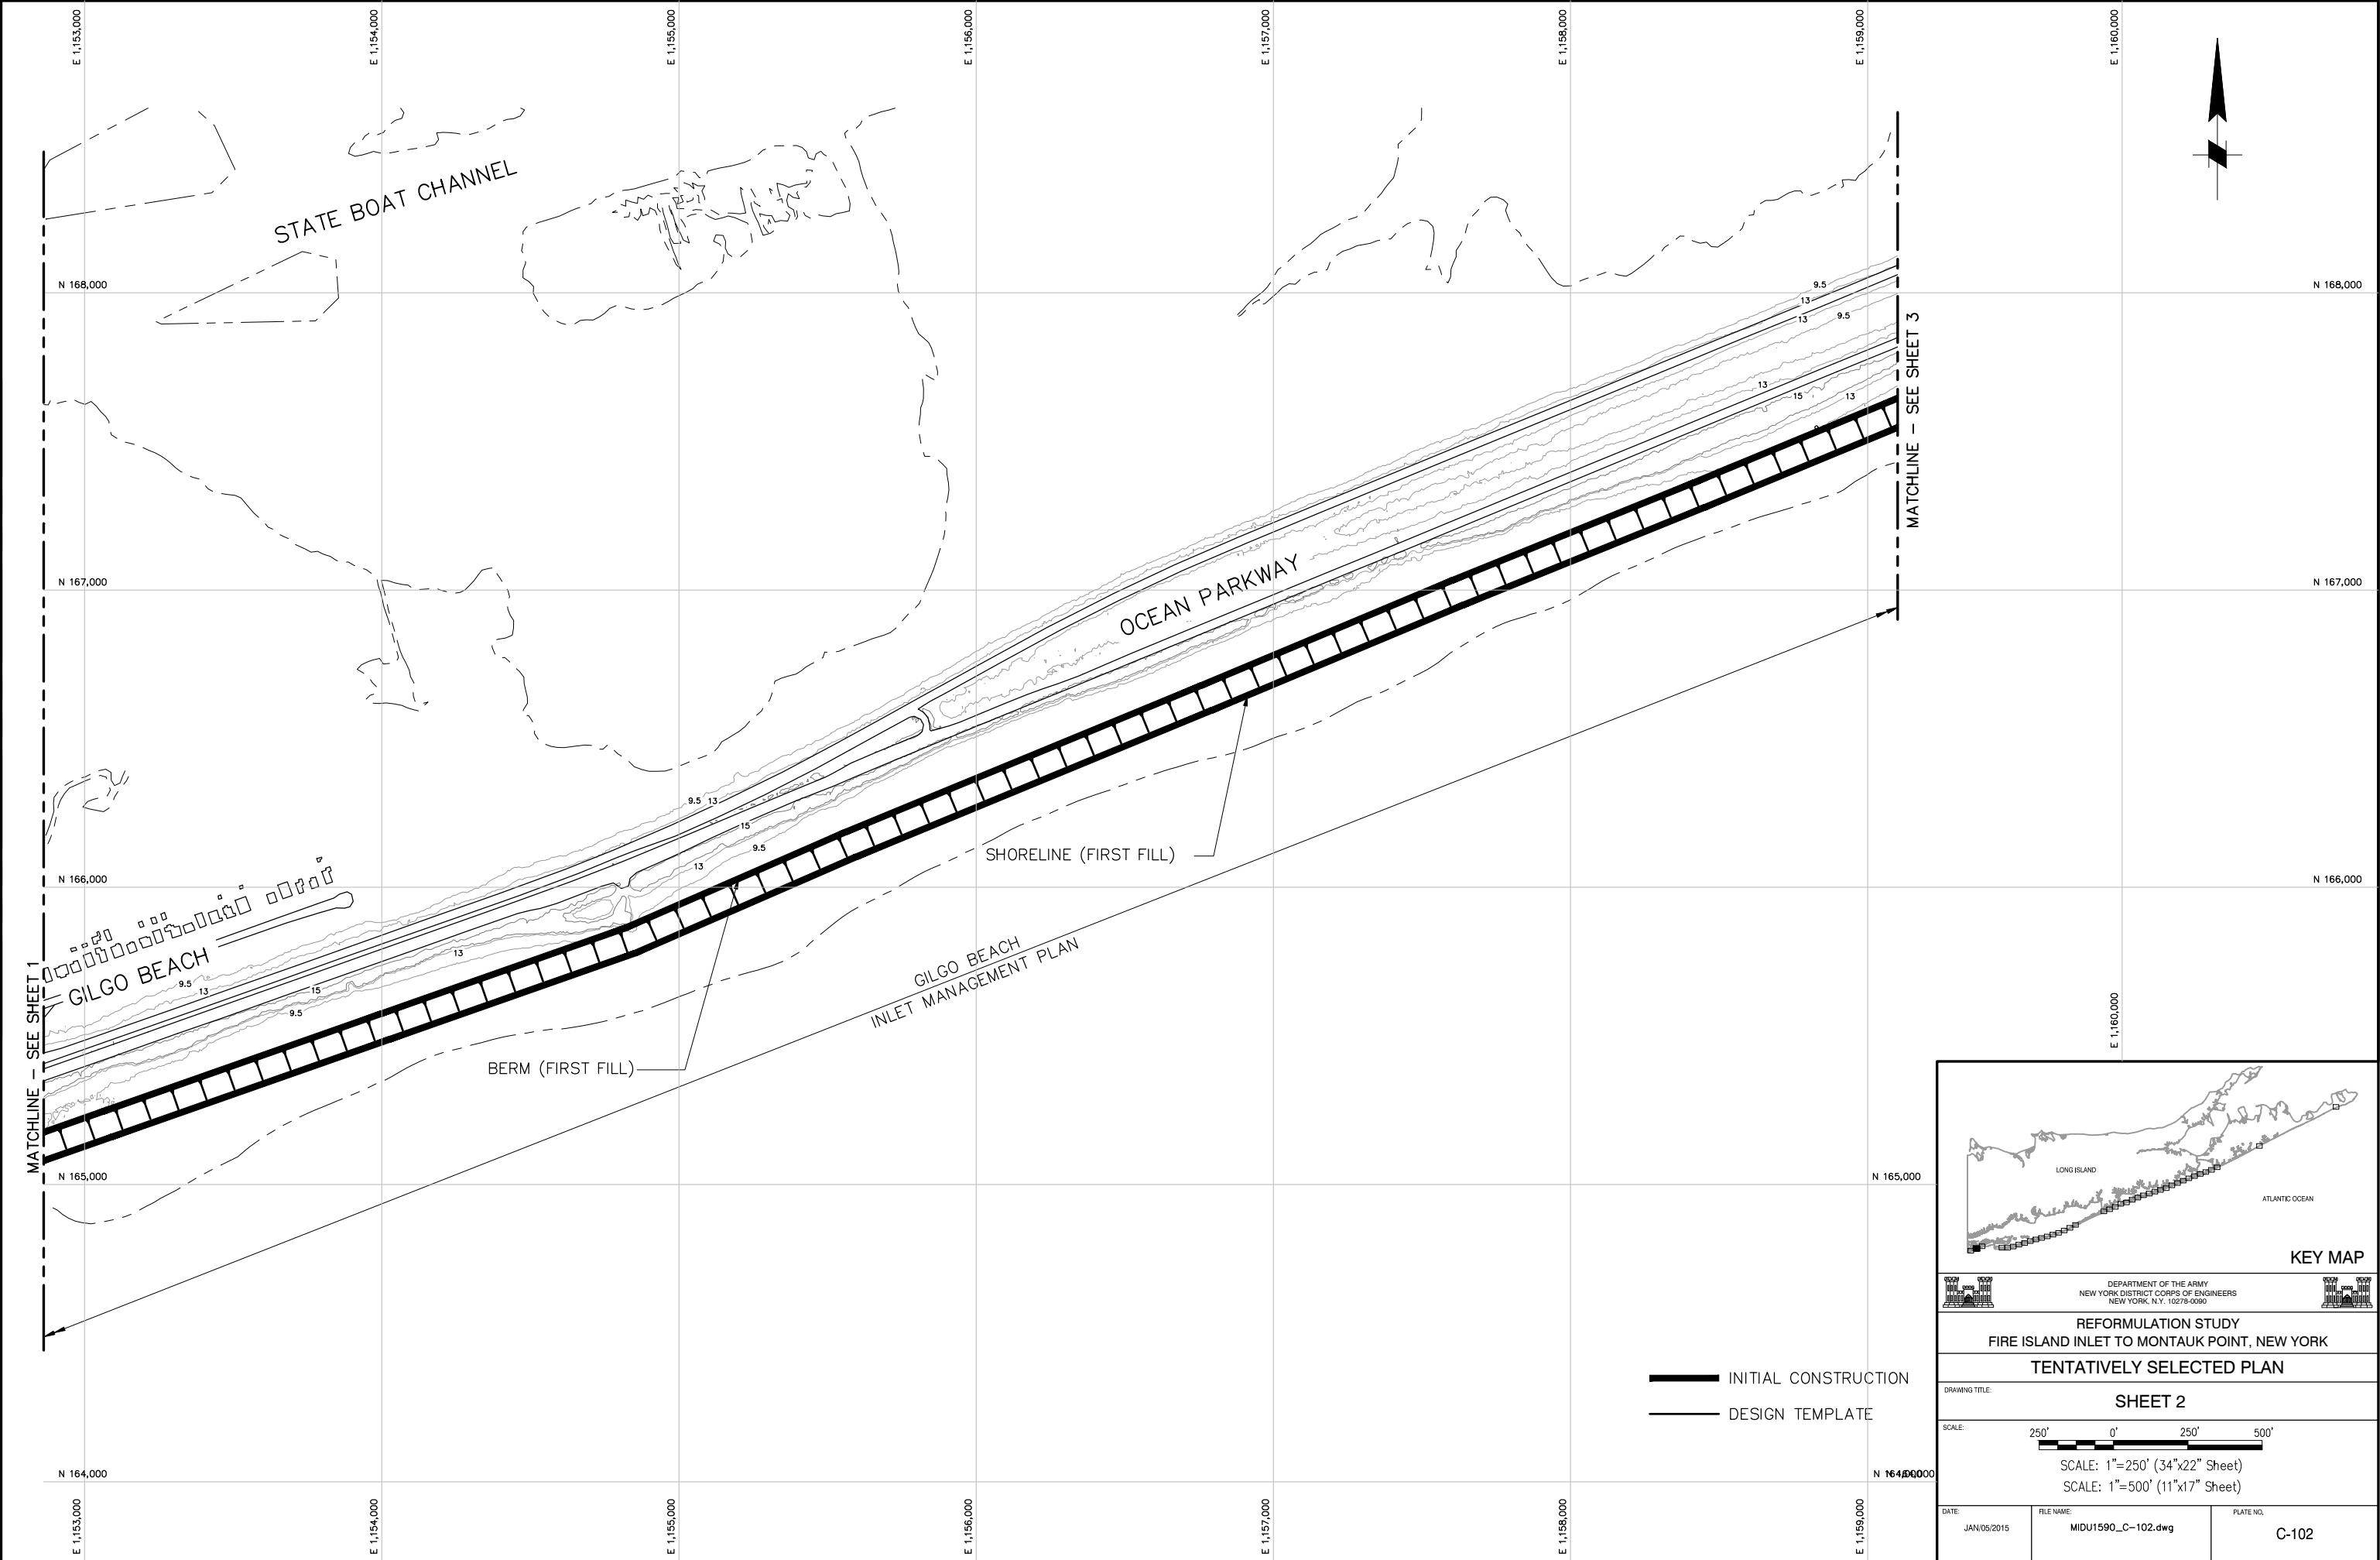 E 1,153,000
E 1,154,000
E 1,155,000
E 1,156,000
E 1,157,000
E 1,158,000
E 1,159,000
E 1,160,000
STATE BOAT CHANNEL
N 168,000
N 168,000
9.5
13
13
9.5
MATCHLINE - SEE SHEET 3
13
15
13
N 167,000
N 167,000
OCEAN PARKWAY
9.5
13
15
9.5
13
SHORELINE (FIRST FILL)
N 166,000
N 166,000
GILGO BEACH
13
9.5
13
15
9.5
MATCHLINE - SEE SHEET 1
GILGO BEACH
INLET MANAGEMENT PLAN
BERM (FIRST FILL)
E 1,160,000
N 165,000
N 165,000
LONG ISLAND
ATLANTIC OCEAN
KEY MAP
DEPARTMENT OF THE ARMY
NEW YORK DISTRICT CORPS OF ENGINEERS
NEW YORK, N.Y. 10278-0090
REFORMULATION STUDY
FIRE ISLAND INLET TO MONTAUK POINT, NEW YORK
TENTATIVELY SELECTED PLAN
DRAWING TITLE:
SHEET 2
INITIAL CONSTRUCTION
DESIGN TEMPLATE
SCALE:
250' 0' 250' 500'
SCALE: 1"=250' (34"x22" Sheet)
SCALE: 1"=500' (11"x17" Sheet)
N 164,000
DATE:
JAN/05/2015
FILE NAME:
MIDU1590_C-102.dwg
PLATE NO.
C-102
E 1,153,000
E 1,154,000
E 1,155,000
E 1,156,000
E 1,157,000
E 1,158,000
E 1,159,000